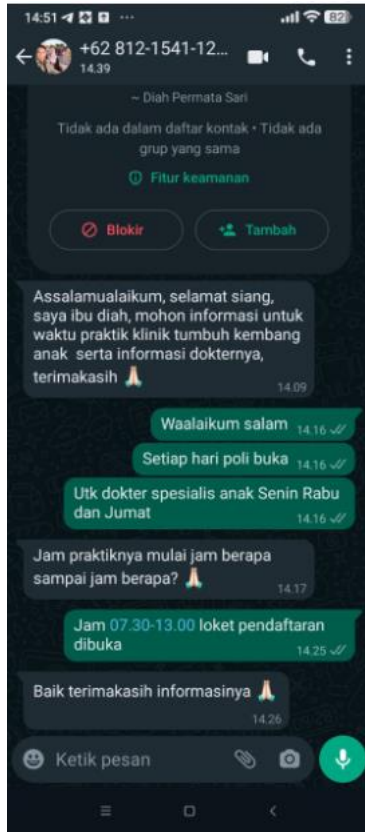 14:51
82
+62 812-1541-12...
14.39
~ Diah Permata Sari
Tidak ada dalam daftar kontak • Tidak ada
grup yang sama
Fitur keamanan
Blokir
Tambah
Assalamualaikum, selamat siang,
saya ibu diah, mohon informasi untuk
waktu praktik klinik tumbuh kembang
anak serta informasi dokternya,
terimakasih 🙏🏻
14.09
Waalaikum salam 14.16
Setiap hari poli buka 14.16
Utk dokter spesialis anak Senin Rabu
dan Jumat
14.16
Jam praktiknya mulai jam berapa
sampai jam berapa? 🙏🏻
14.17
Jam 07.30-13.00 loket pendaftaran
dibuka
14.25
Baik terimakasih informasinya 🙏🏻
14.26
Ketik pesan